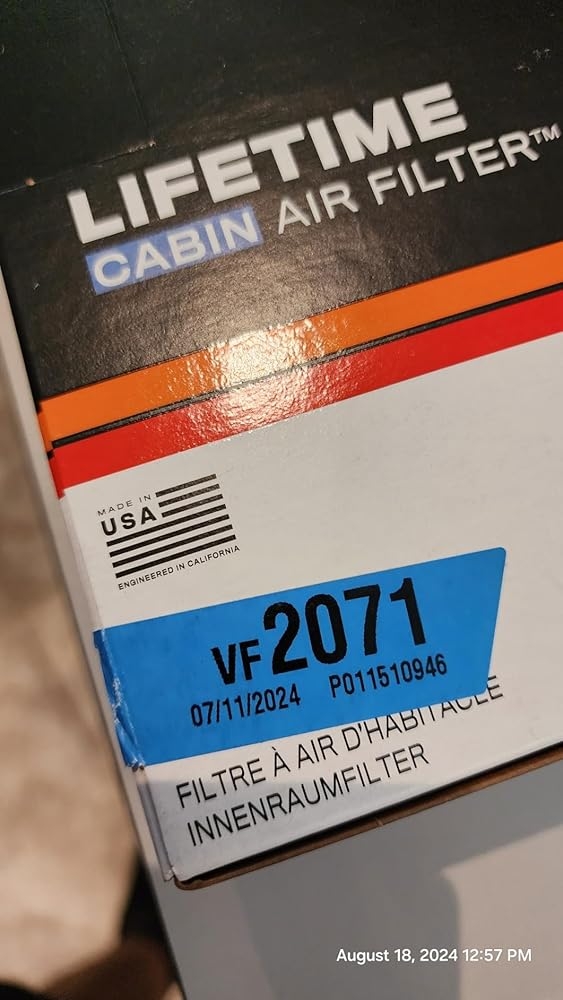 LIFETIME
CABIN AIR FILTER™
MADE IN
USA
ENGINEERED IN CALIFORNIA
VF2071
07/11/2024 P011510946
FILTRE À AIR D'HABITACLE
INNENRAUMFILTER
August 18, 2024 12:57 PM